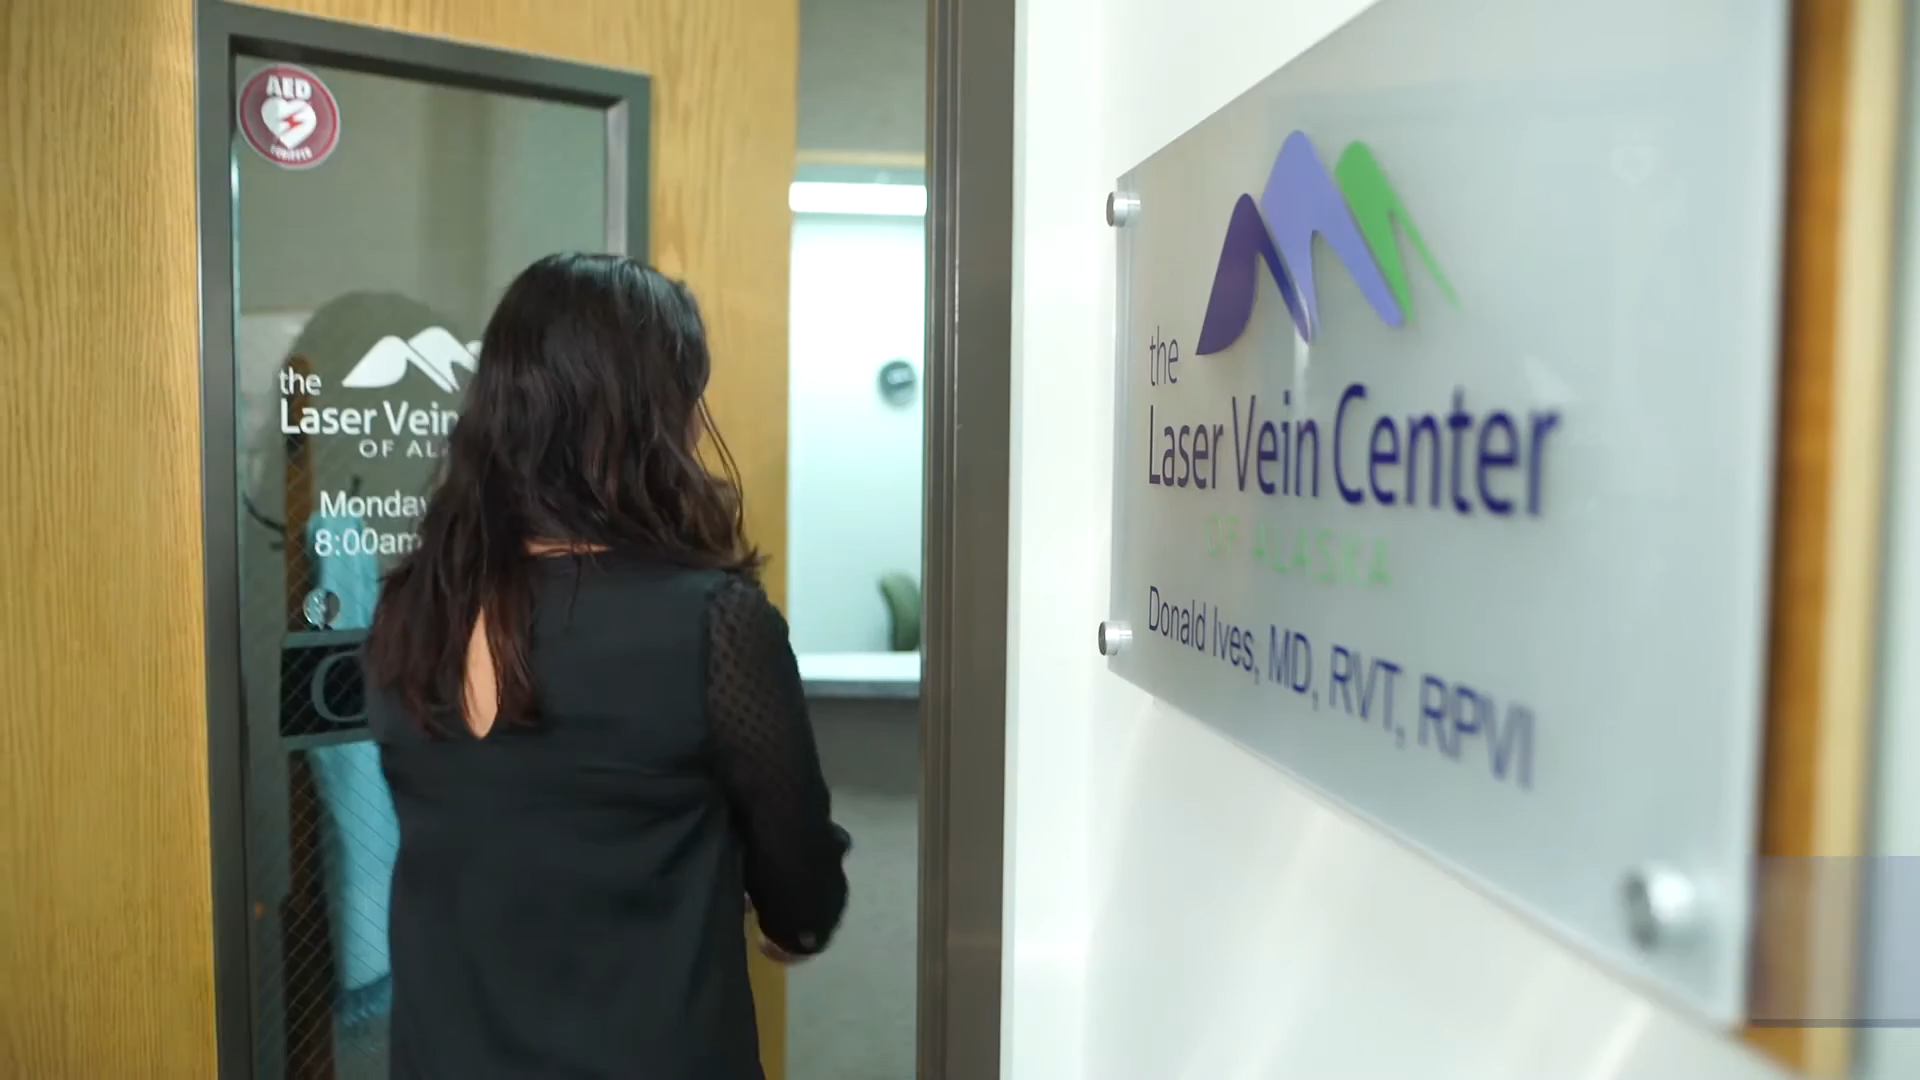 AED
the
Laser Vein
OF AL
Monday
8:00am
the
Laser Vein Center
OF ALASKA
Donald Ives, MD, RVT, RPVI